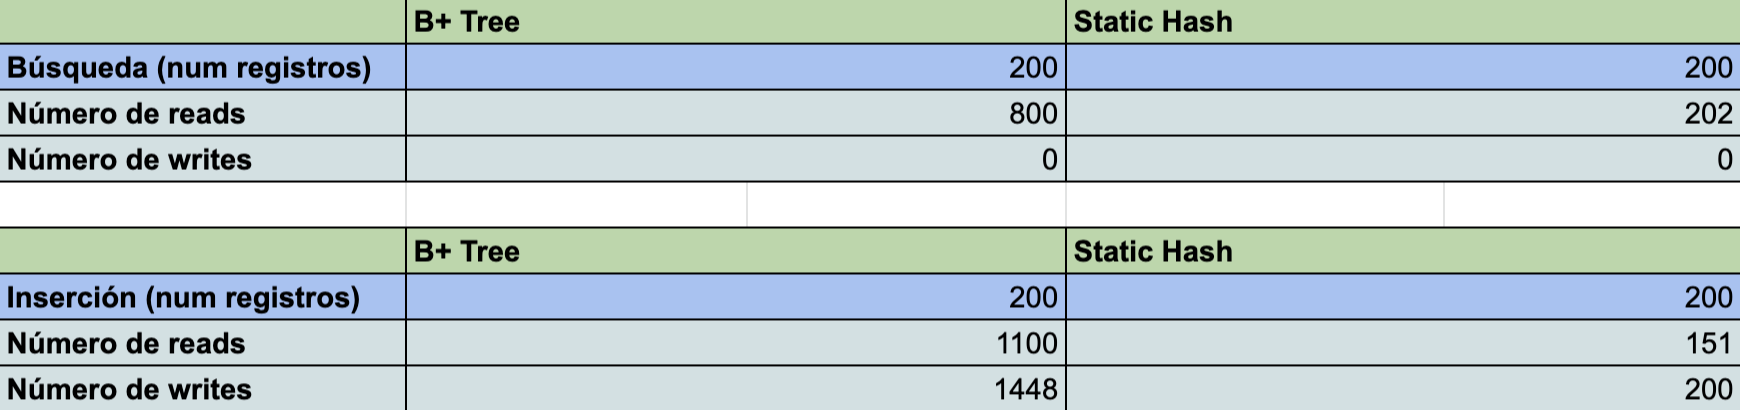 B+ Tree Static Hash
Búsqueda (num registros) 200 200
Número de reads 800 202
Número de writes 0 0
B+ Tree Static Hash
Inserción (num registros) 200 200
Número de reads 1100 151
Número de writes 1448 200